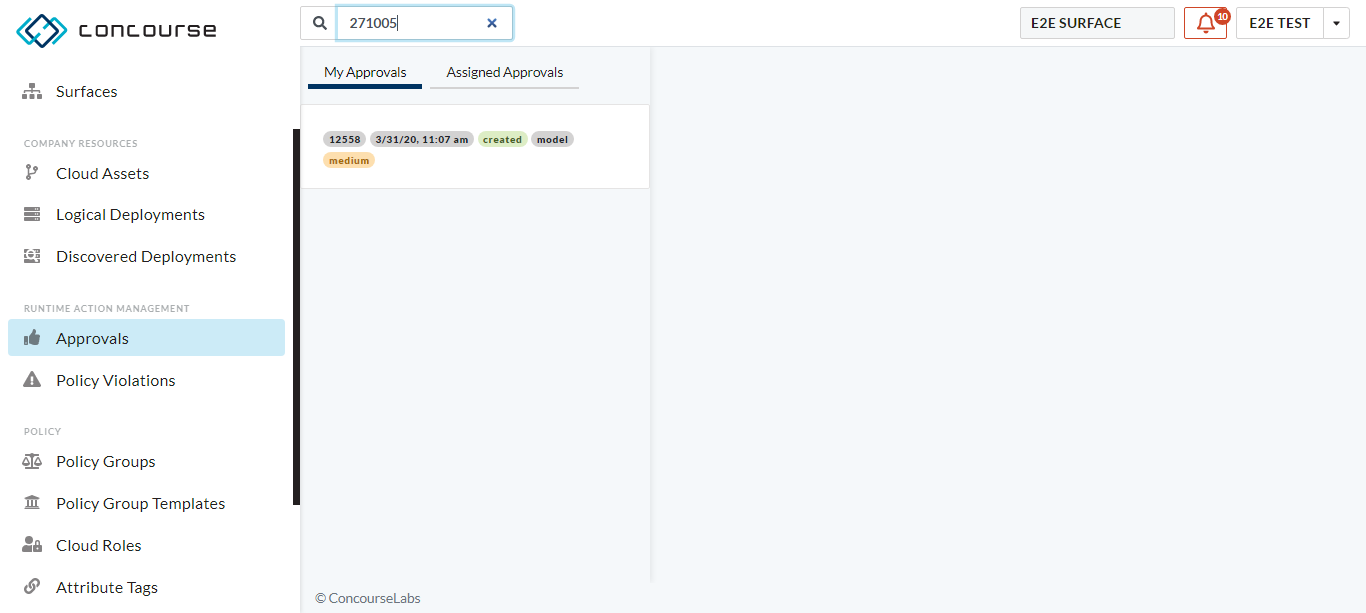 concourse
271005
E2E SURFACE
10
E2E TEST
Surfaces
COMPANY RESOURCES
Cloud Assets
Logical Deployments
Discovered Deployments
RUNTIME ACTION MANAGEMENT
Approvals
Policy Violations
POLICY
Policy Groups
Policy Group Templates
Cloud Roles
Attribute Tags
My Approvals
Assigned Approvals
12558 3/31/20, 11:07 am created model
medium
© ConcourseLabs